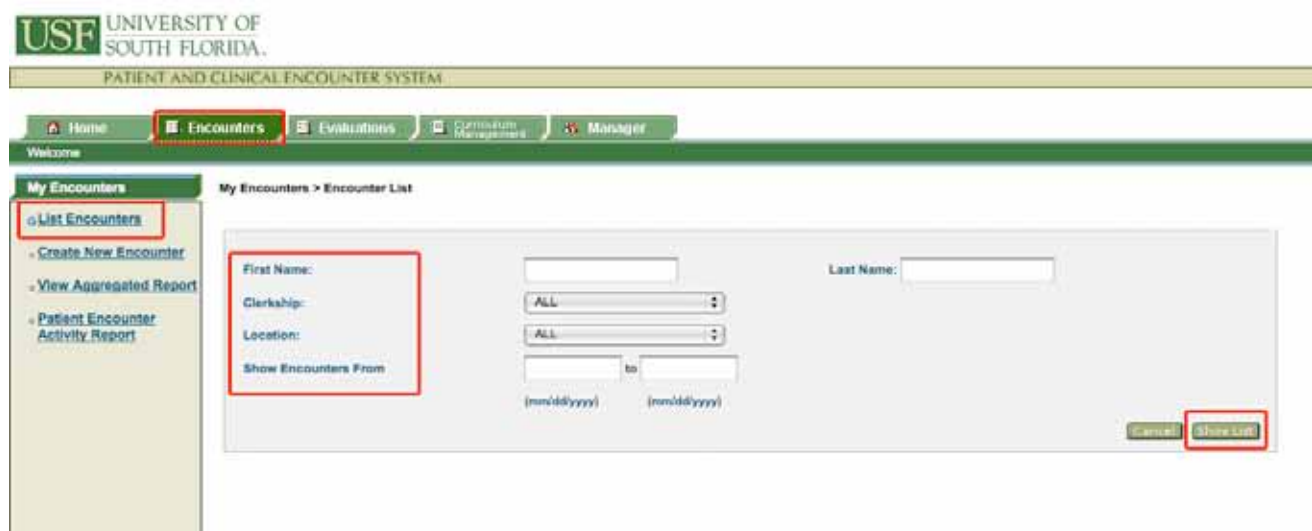 USF UNIVERSITY OF
SOUTH FLORIDA.
PATIENT AND CLINICAL ENCOUNTER SYSTEM
Home Encounters Evaluations Curriculum Management Manager
Welcome
My Encounters
My Encounters > Encounter List
List Encounters
Create New Encounter
View Aggregated Report
Patient Encounter
Activity Report
First Name: Last Name:
Clerkship: ALL
Location: ALL
Show Encounters From to
(mm/dd/yyyy) (mm/dd/yyyy)
Cancel Show List